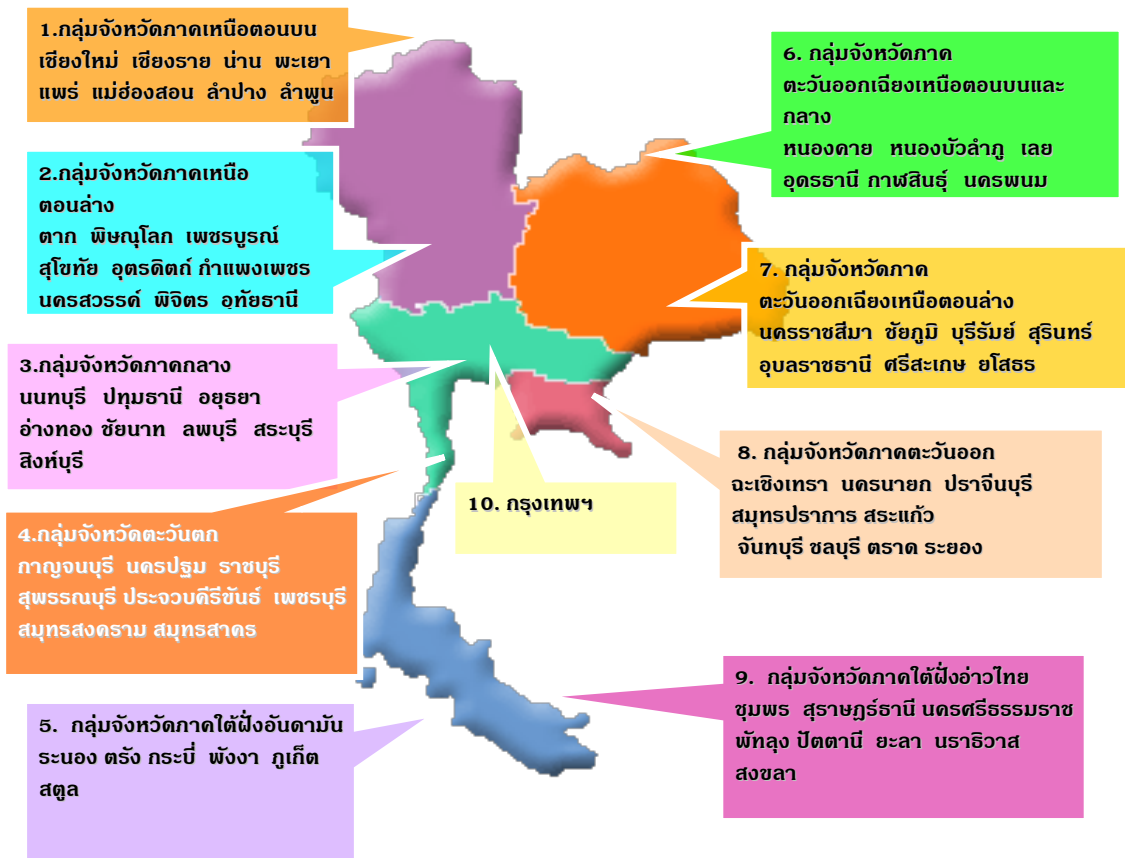 1.กลุ่มจังหวัดภาคเหนือตอนบน
เชียงใหม่ เชียงราย น่าน พะเยา
แพร่ แม่ฮ่องสอน ลำปาง ลำพูน
2.กลุ่มจังหวัดภาคเหนือ
ตอนล่าง
ตาก พิษณุโลก เพชรบูรณ์
สุโขทัย อุตรดิตถ์ กำแพงเพชร
นครสวรรค์ พิจิตร อุทัยธานี
3.กลุ่มจังหวัดภาคกลาง
นนทบุรี ปทุมธานี อยุธยา
อ่างทอง ชัยนาท ลพบุรี สระบุรี
สิงห์บุรี
4.กลุ่มจังหวัดตะวันตก
กาญจนบุรี นครปฐม ราชบุรี
สุพรรณบุรี ประจวบคีรีขันธ์ เพชรบุรี
สมุทรสงคราม สมุทรสาคร
5. กลุ่มจังหวัดภาคใต้ฝั่งอันดามัน
ระนอง ตรัง กระบี่ พังงา ภูเก็ต
สตูล
6. กลุ่มจังหวัดภาค
ตะวันออกเฉียงเหนือตอนบนและ
กลาง
หนองคาย หนองบัวลำภู เลย
อุดรธานี กาฬสินธุ์ นครพนม
7. กลุ่มจังหวัดภาค
ตะวันออกเฉียงเหนือตอนล่าง
นครราชสีมา ชัยภูมิ บุรีรัมย์ สุรินทร์
อุบลราชธานี ศรีสะเกษ ยโสธร
8. กลุ่มจังหวัดภาคตะวันออก
ฉะเชิงเทรา นครนายก ปราจีนบุรี
สมุทรปราการ สระแก้ว
จันทบุรี ชลบุรี ตราด ระยอง
9. กลุ่มจังหวัดภาคใต้ฝั่งอ่าวไทย
ชุมพร สุราษฎร์ธานี นครศรีธรรมราช
พัทลุง ปัตตานี ยะลา นราธิวาส
สงขลา
10. กรุงเทพฯ